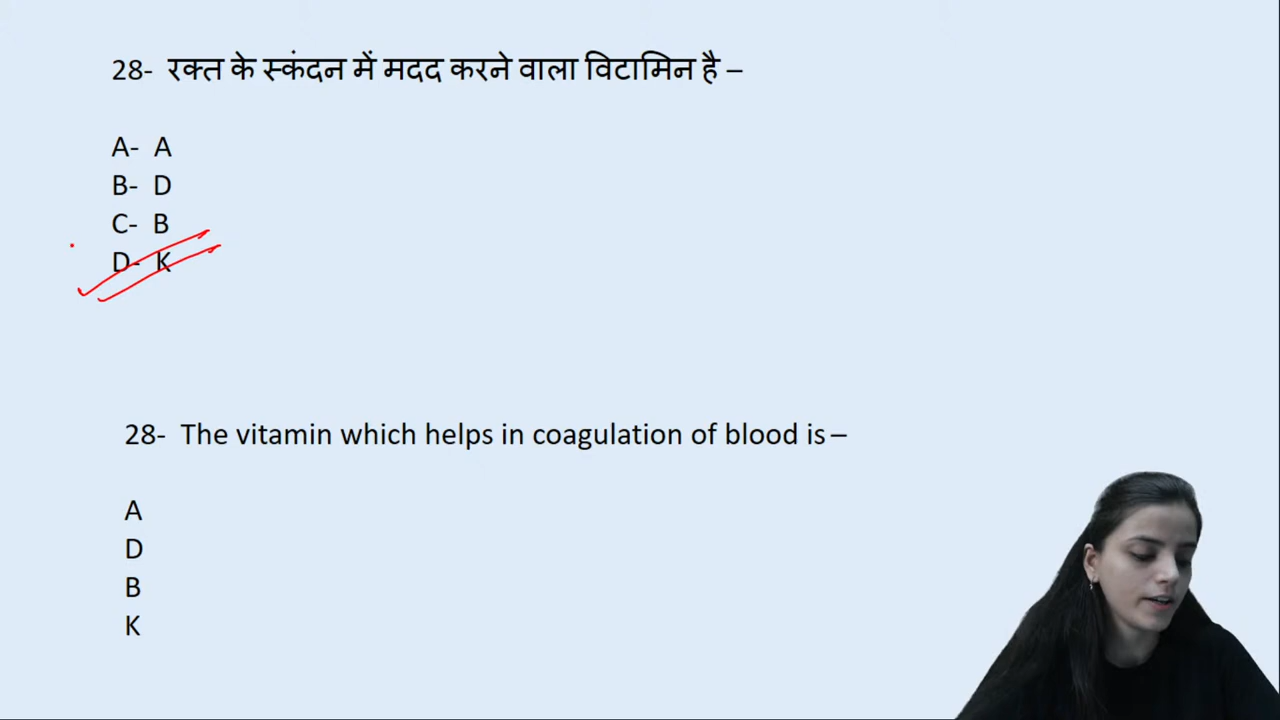 28- रक्त के स्कंदन में मदद करने वाला विटामिन है –
A- A
B- D
C- B
D- K
28- The vitamin which helps in coagulation of blood is –
A
D
B
K